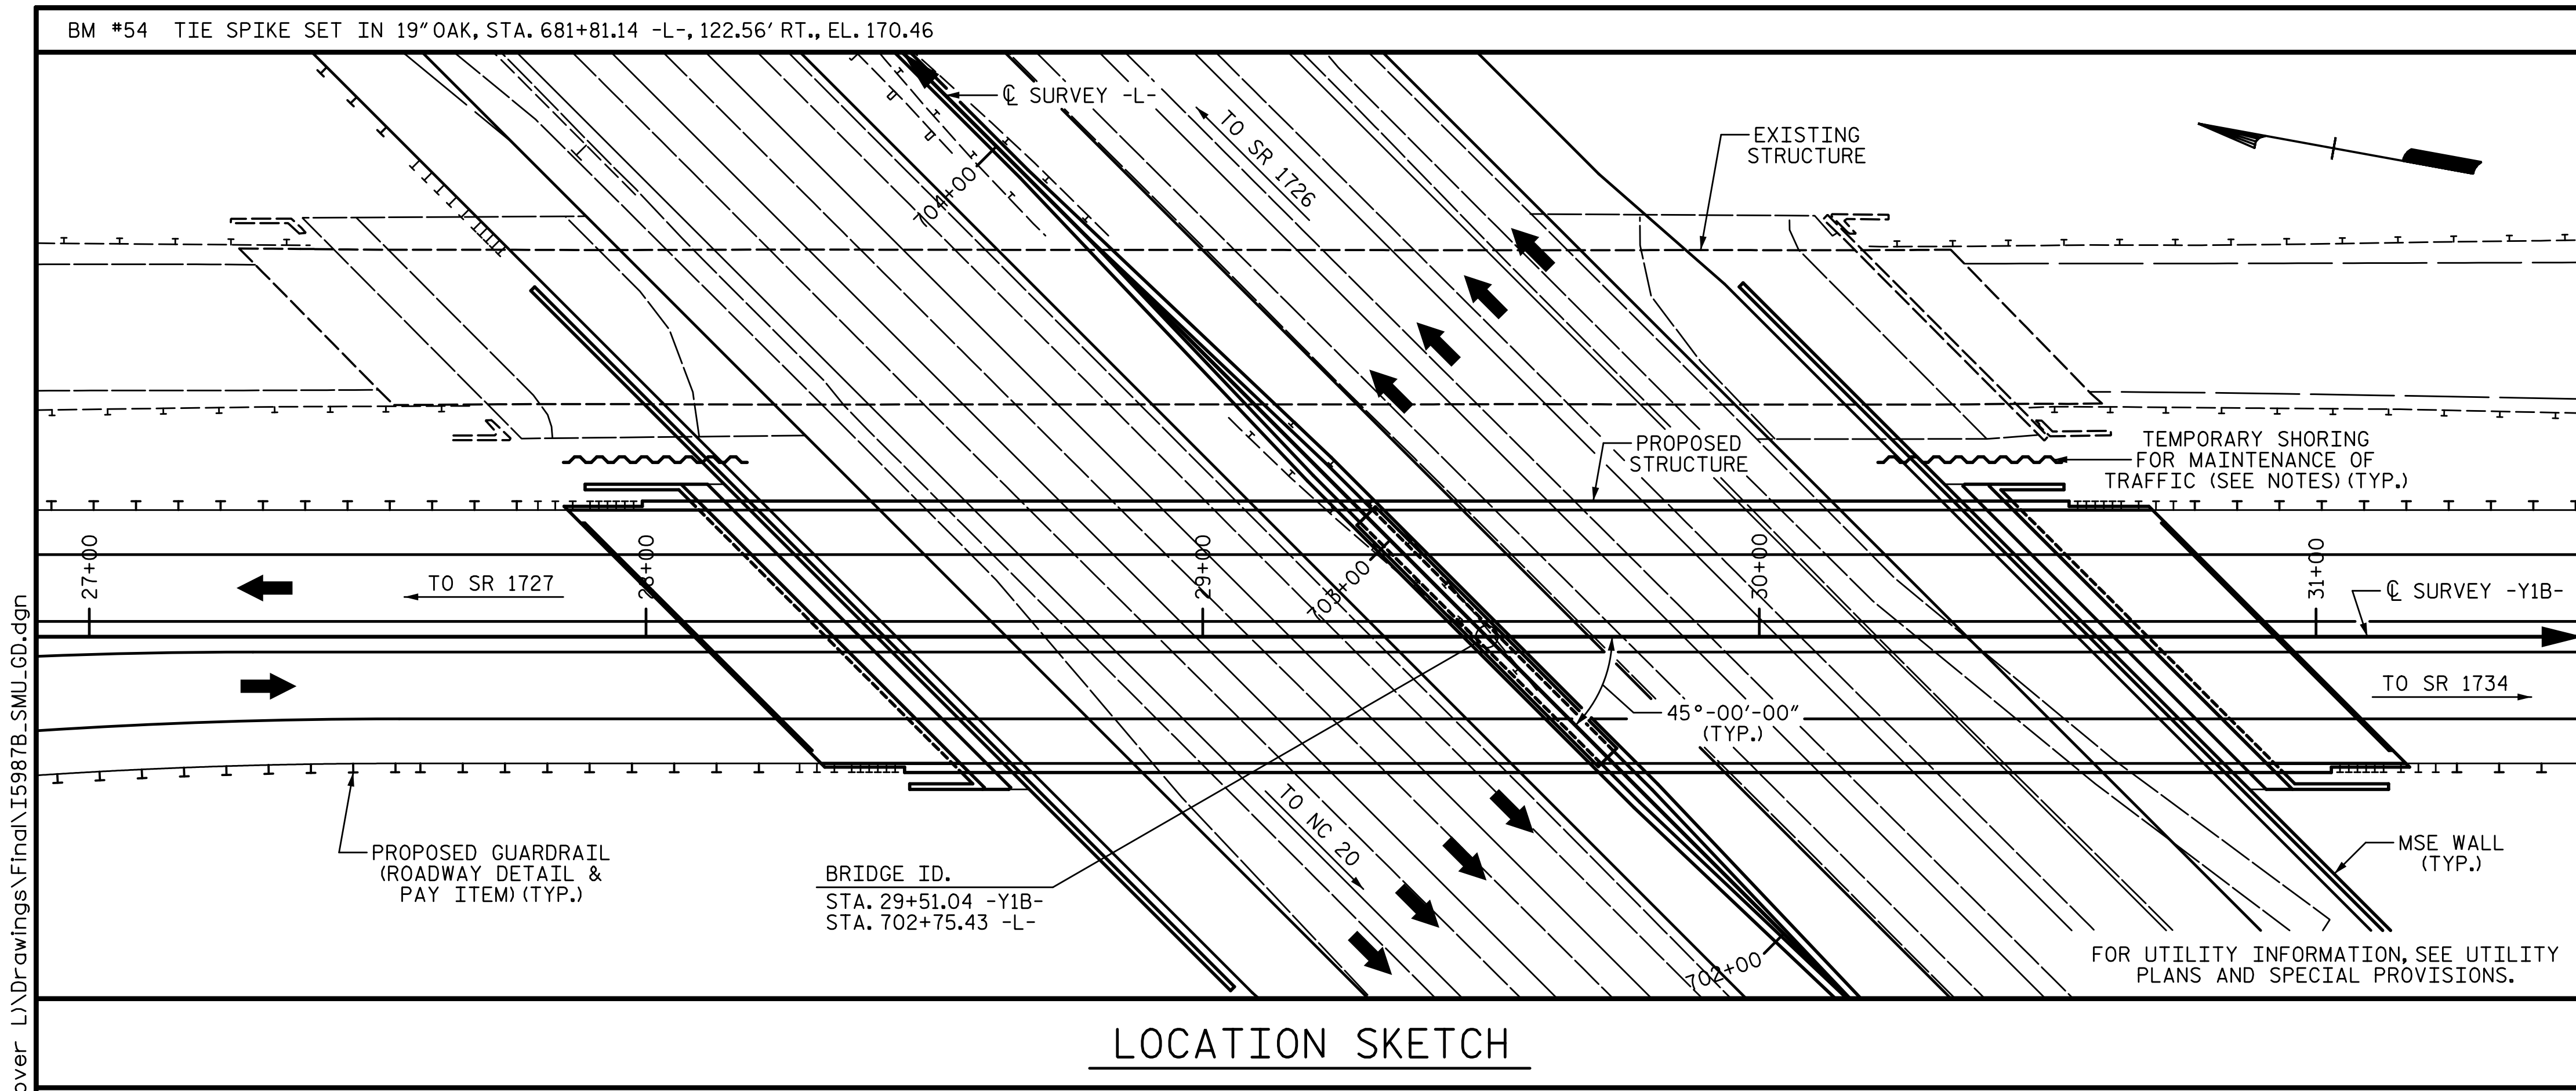 BM #54 TIE SPIKE SET IN 19" OAK, STA. 681+81.14 -L-, 122.56' RT., EL. 170.46
℄ SURVEY -L-
TO SR 1726
EXISTING
STRUCTURE
704+00
PROPOSED
STRUCTURE
TEMPORARY SHORING
FOR MAINTENANCE OF
TRAFFIC (SEE NOTES) (TYP.)
27+00
28+00
29+00
30+00
31+00
703+00
TO SR 1727
℄ SURVEY -Y1B-
TO SR 1734
45°-00'-00"
(TYP.)
TO NC 20
PROPOSED GUARDRAIL
(ROADWAY DETAIL &
PAY ITEM) (TYP.)
BRIDGE ID.
STA. 29+51.04 -Y1B-
STA. 702+75.43 -L-
MSE WALL
(TYP.)
702+00
FOR UTILITY INFORMATION, SEE UTILITY
PLANS AND SPECIAL PROVISIONS.
LOCATION SKETCH
over L)\Drawings\Final\I5987B_SMU_GD.dgn